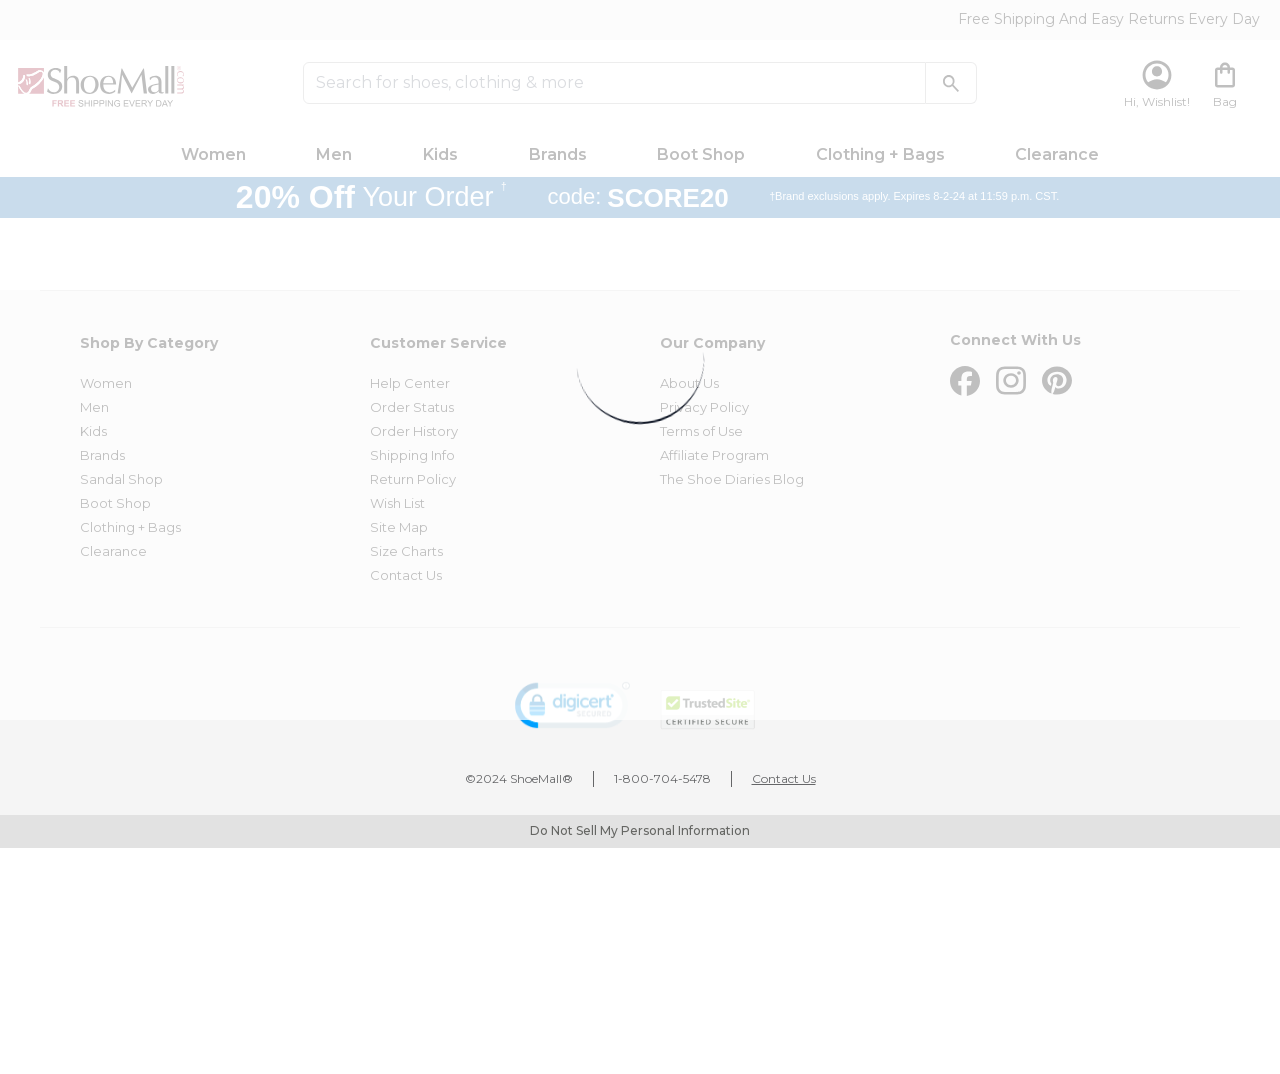 Free Shipping And Easy Returns Every Day
ShoeMall.com
FREE SHIPPING EVERY DAY
Search for shoes, clothing & more
Hi, Wishlist!
Bag
Women Men Kids Brands Boot Shop Clothing + Bags Clearance
20% Off Your Order † code: SCORE20 †Brand exclusions apply. Expires 8-2-24 at 11:59 p.m. CST.
Shop By Category
Women
Men
Kids
Brands
Sandal Shop
Boot Shop
Clothing + Bags
Clearance
Customer Service
Help Center
Order Status
Order History
Shipping Info
Return Policy
Wish List
Site Map
Size Charts
Contact Us
Our Company
About Us
Privacy Policy
Terms of Use
Affiliate Program
The Shoe Diaries Blog
Connect With Us
digicert
SECURED
TrustedSite
CERTIFIED SECURE
©2024 ShoeMall® 1-800-704-5478 Contact Us
Do Not Sell My Personal Information